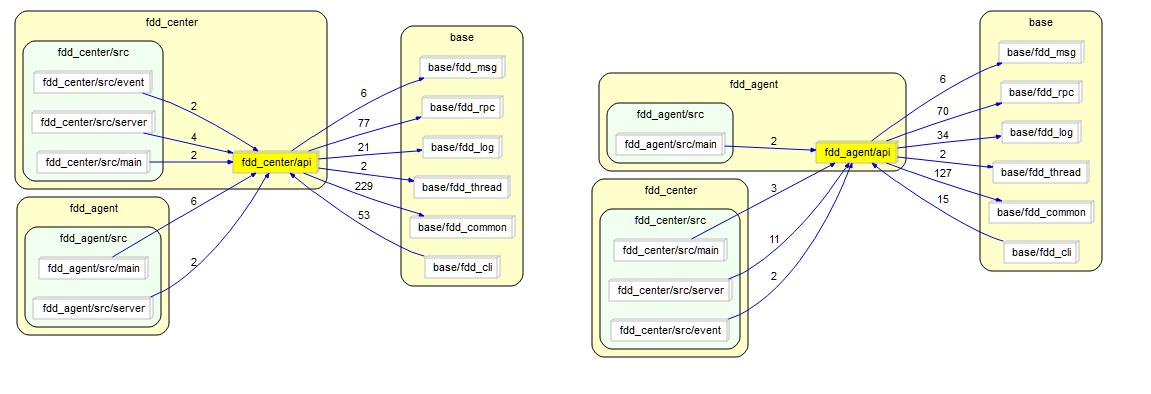 fdd_center
fdd_center/src
fdd_center/src/event
fdd_center/src/server
fdd_center/src/main
fdd_center/api
fdd_agent
fdd_agent/src
fdd_agent/src/main
fdd_agent/src/server
2
4
2
6
2
6
77
21
2
229
53
base
base/fdd_msg
base/fdd_rpc
base/fdd_log
base/fdd_thread
base/fdd_common
base/fdd_cli
fdd_agent
fdd_agent/src
fdd_agent/src/main
fdd_agent/api
fdd_center
fdd_center/src
fdd_center/src/main
fdd_center/src/server
fdd_center/src/event
2
3
11
2
6
70
34
2
127
15
base
base/fdd_msg
base/fdd_rpc
base/fdd_log
base/fdd_thread
base/fdd_common
base/fdd_cli